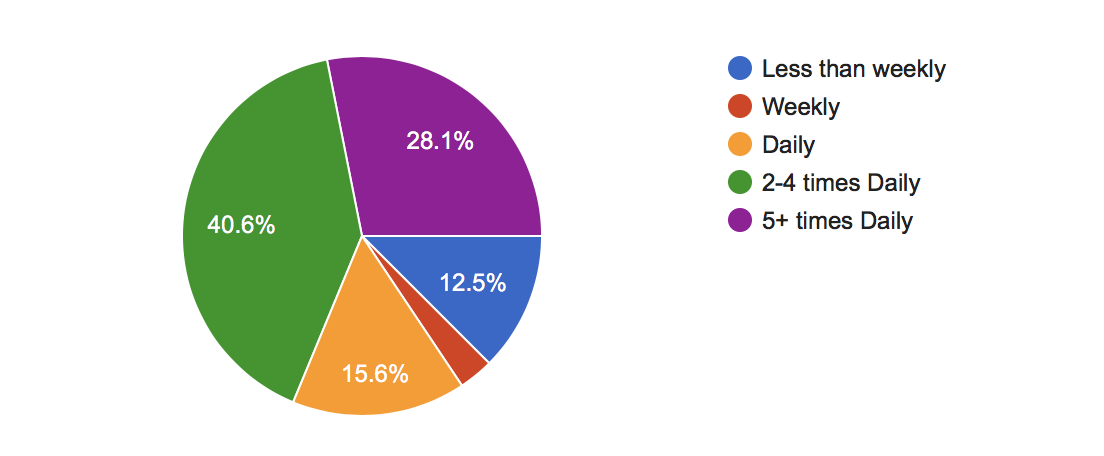 28.1%
40.6%
12.5%
15.6%
Less than weekly
Weekly
Daily
2-4 times Daily
5+ times Daily